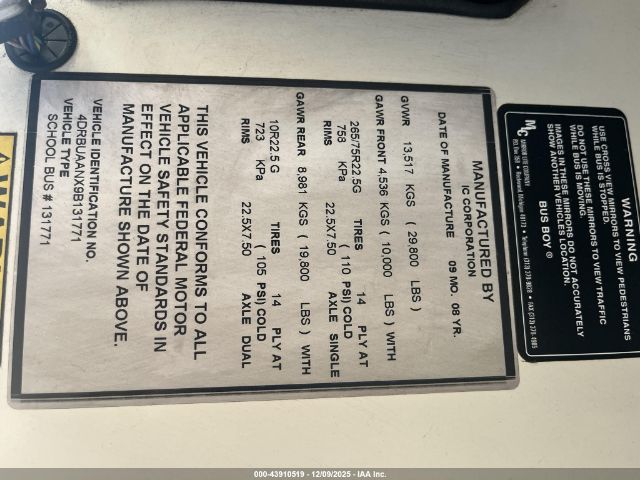 MANUFACTURED BY
IC CORPORATION
DATE OF MANUFACTURE 09 MO. 08 YR.
GVWR 13,517 KGS ( 29,800 LBS )
GAWR FRONT 4,536 KGS ( 10,000 LBS ) WITH
265/75R22.5G TIRES 14 PLY AT
758 KPa ( 110 PSI) COLD
RIMS 22.5X7.50 AXLE SINGLE
GAWR REAR 8,981 KGS ( 19,800 LBS ) WITH
10R22.5 G TIRES 14 PLY AT
723 KPa ( 105 PSI) COLD
RIMS 22.5X7.50 AXLE DUAL
THIS VEHICLE CONFORMS TO ALL
APPLICABLE FEDERAL MOTOR
VEHICLE SAFETY STANDARDS IN
EFFECT ON THE DATE OF
MANUFACTURE SHOWN ABOVE.
VEHICLE IDENTIFICATION NO.
4DRBUAANX9B131771
VEHICLE TYPE
SCHOOL BUS #131771
WARNING
USE CROSS VIEW MIRRORS TO VIEW PEDESTRIANS
WHILE BUS IS STOPPED.
DO NOT USE THESE MIRRORS TO VIEW TRAFFIC
WHILE BUS IS MOVING.
IMAGES IN THESE MIRRORS DO NOT ACCURATELY
SHOW ANOTHER VEHICLES LOCATION.
BUS BOY ®
WARN
000-43910519 - 12/09/2025 - IAA Inc.